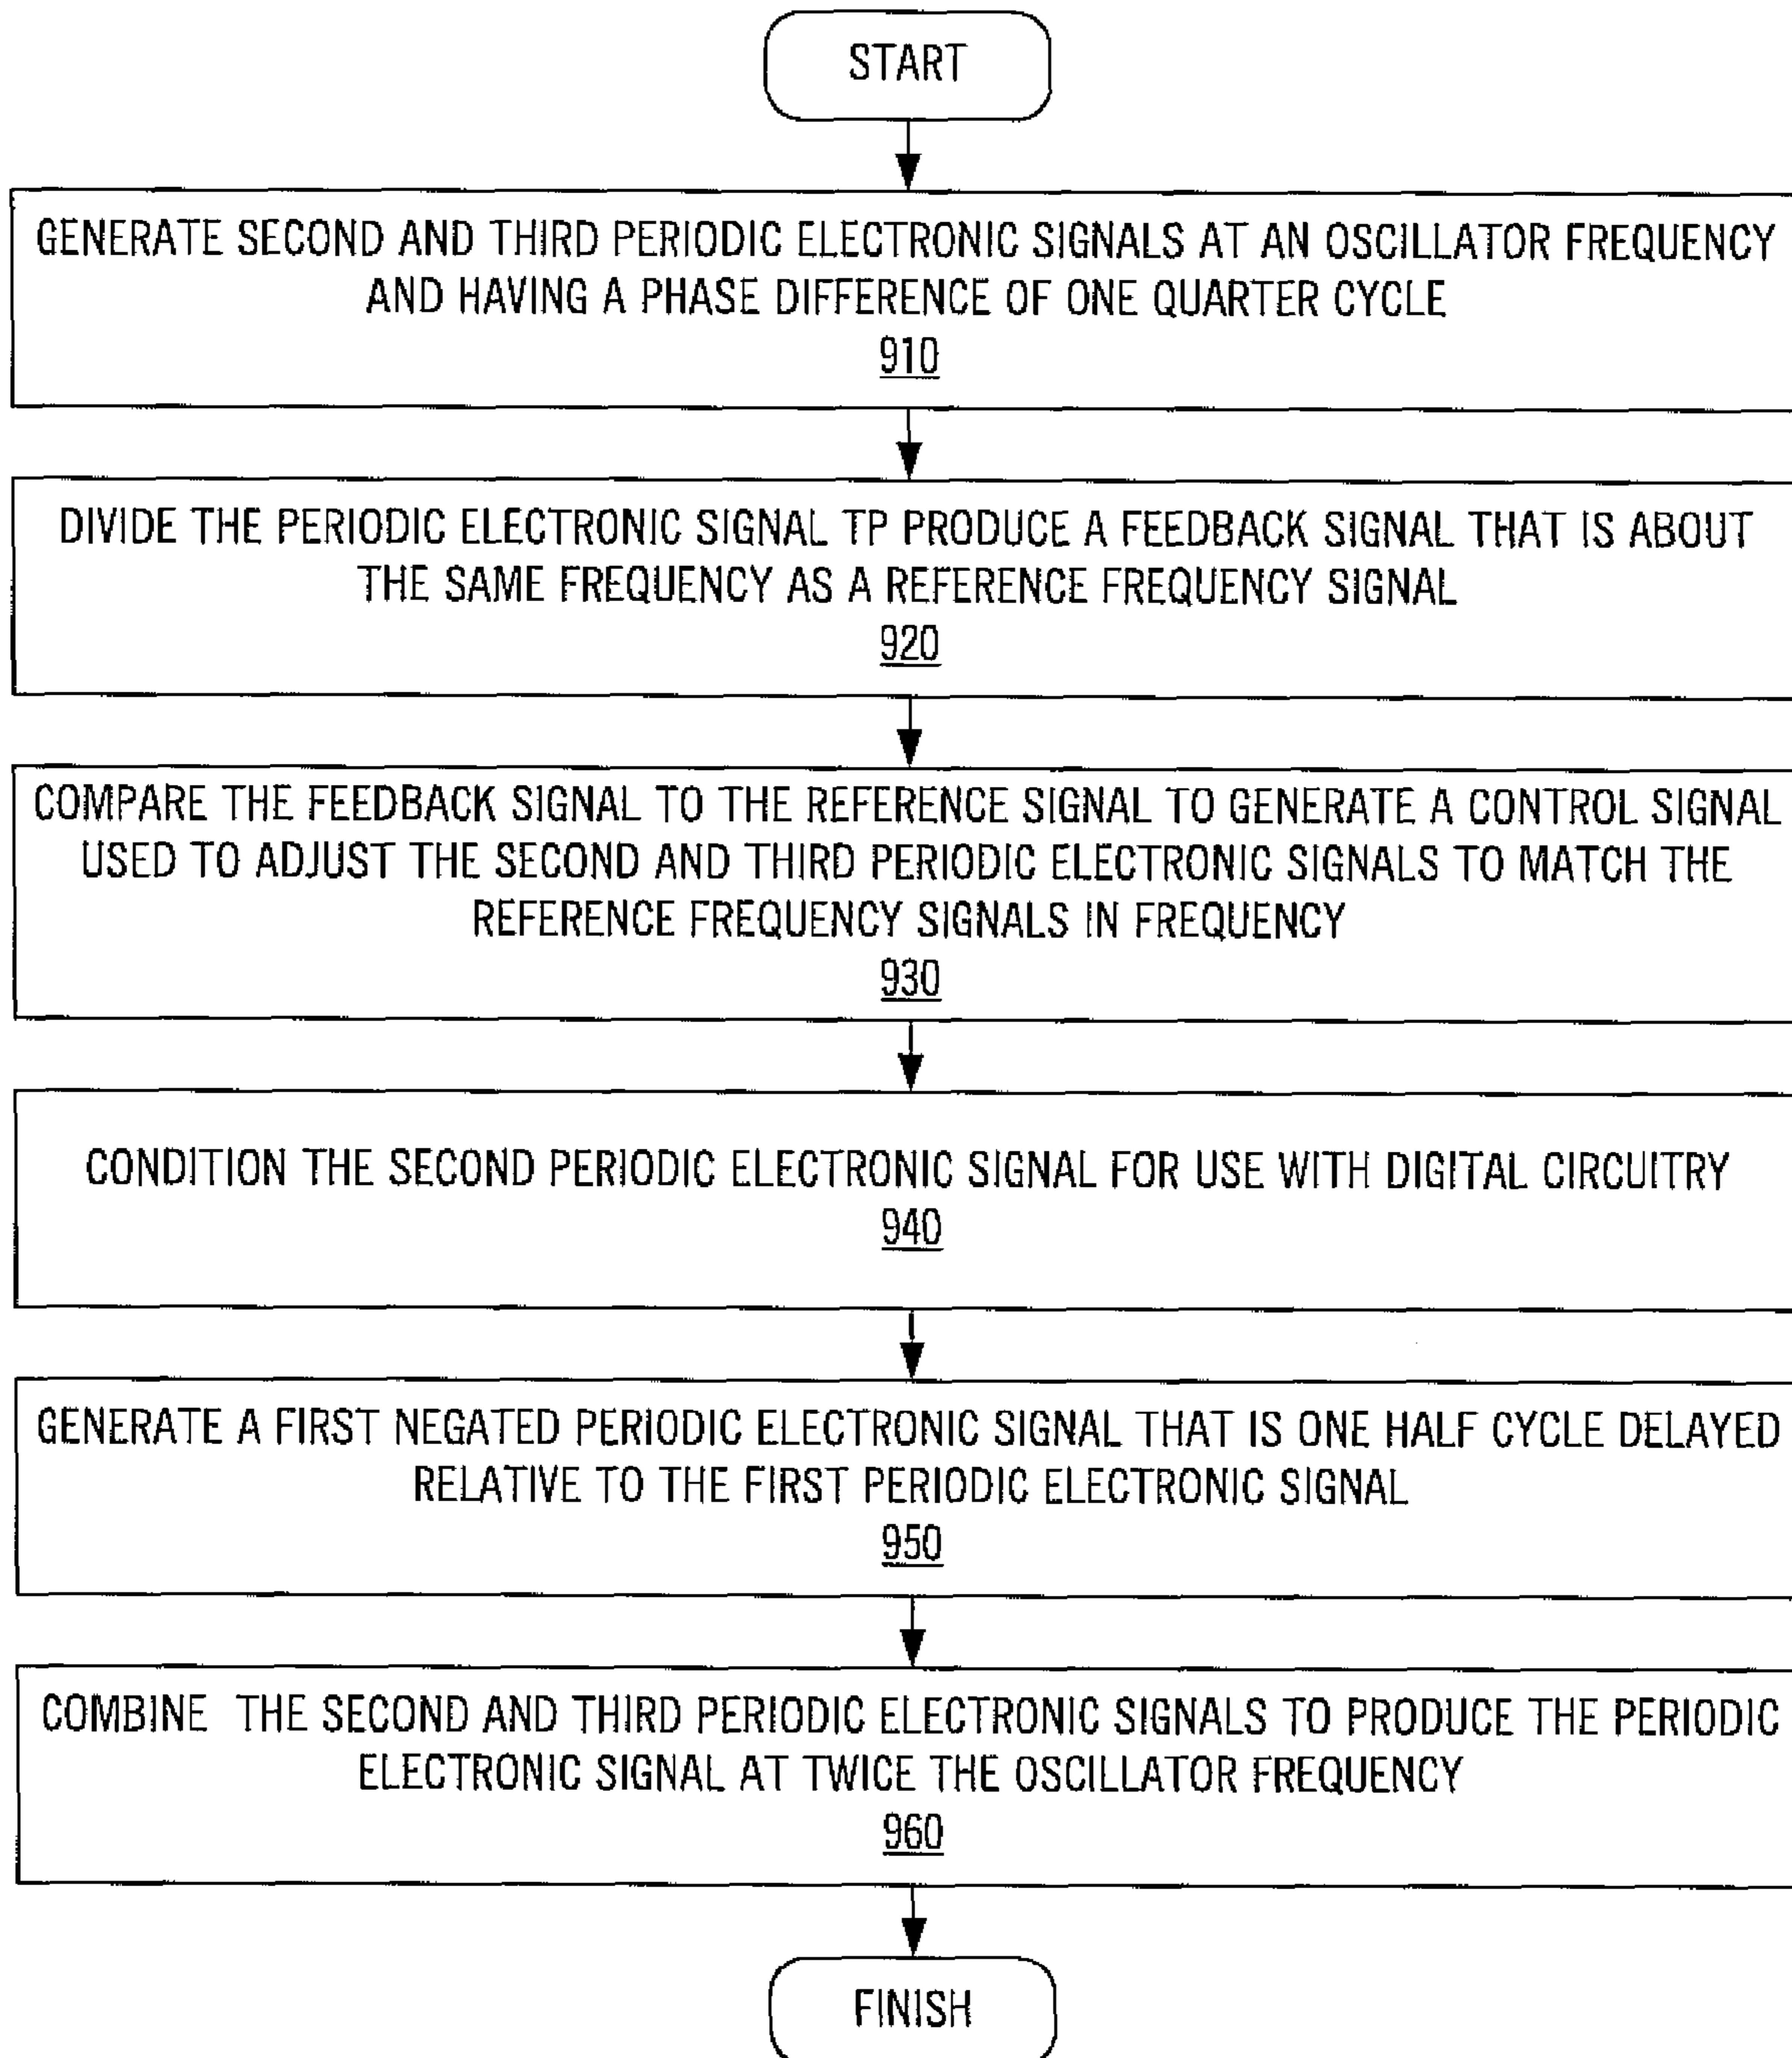 START
GENERATE SECOND AND THIRD PERIODIC ELECTRONIC SIGNALS AT AN OSCILLATOR FREQUENCY
AND HAVING A PHASE DIFFERENCE OF ONE QUARTER CYCLE
910
DIVIDE THE PERIODIC ELECTRONIC SIGNAL TP PRODUCE A FEEDBACK SIGNAL THAT IS ABOUT
THE SAME FREQUENCY AS A REFERENCE FREQUENCY SIGNAL
920
COMPARE THE FEEDBACK SIGNAL TO THE REFERENCE SIGNAL TO GENERATE A CONTROL SIGNAL
USED TO ADJUST THE SECOND AND THIRD PERIODIC ELECTRONIC SIGNALS TO MATCH THE
REFERENCE FREQUENCY SIGNALS IN FREQUENCY
930
CONDITION THE SECOND PERIODIC ELECTRONIC SIGNAL FOR USE WITH DIGITAL CIRCUITRY
940
GENERATE A FIRST NEGATED PERIODIC ELECTRONIC SIGNAL THAT IS ONE HALF CYCLE DELAYED
RELATIVE TO THE FIRST PERIODIC ELECTRONIC SIGNAL
950
COMBINE THE SECOND AND THIRD PERIODIC ELECTRONIC SIGNALS TO PRODUCE THE PERIODIC
ELECTRONIC SIGNAL AT TWICE THE OSCILLATOR FREQUENCY
960
FINISH